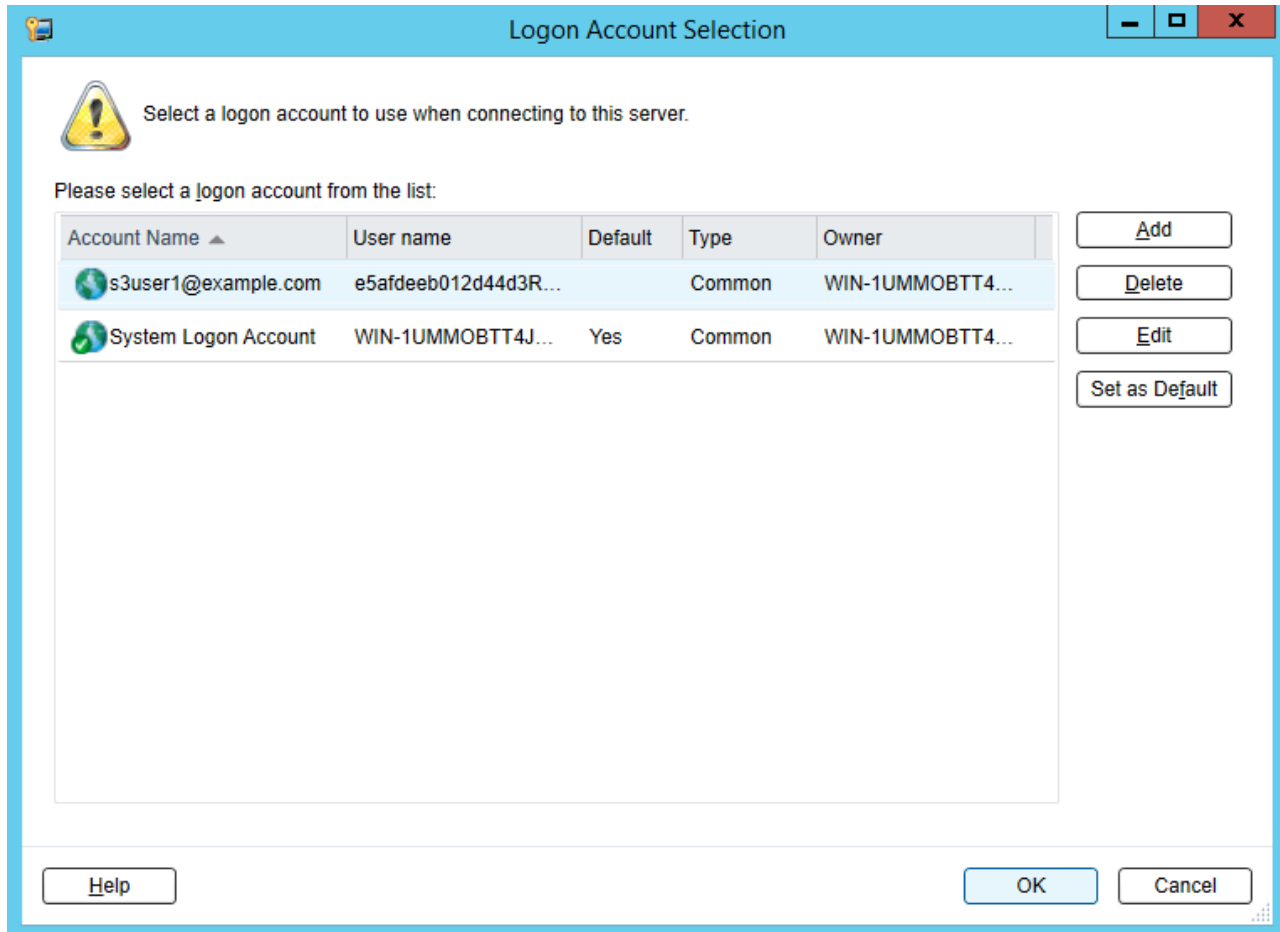 Logon Account Selection
Select a logon account to use when connecting to this server.
Please select a logon account from the list:
Account Name User name Default Type Owner
s3user1@example.com e5afdeeb012d44d3R... Common WIN-1UMMOBTT4...
System Logon Account WIN-1UMMOBTT4J... Yes Common WIN-1UMMOBTT4...
Add
Delete
Edit
Set as Default
Help OK Cancel